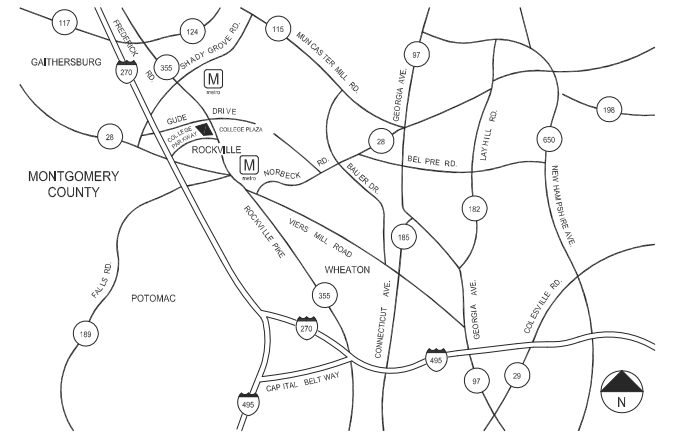 117
124
FREDERICK
RD
SHADY GROVE RD.
115
MUNCASTER MILL RD.
97
GAITHERSBURG
270
355
M
metro
GEORGIA AVE.
198
28
GUDE DRIVE
COLLEGE
PARKWAY
COLLEGE PLAZA
ROCKVILLE
28
LAYHILL RD.
650
M
metro
NORBECK RD.
BEL PRE RD.
BAUER DR.
NEW HAMPSHIRE AVE.
MONTGOMERY
COUNTY
182
ROCKVILLE PIKE
VIERS MILL ROAD
185
FALLS RD.
WHEATON
POTOMAC
355
CONNECTICUT AVE.
GEORGIA AVE.
COLESVILLE RD.
189
270
495
CAPITAL BELTWAY
97
29
495
N